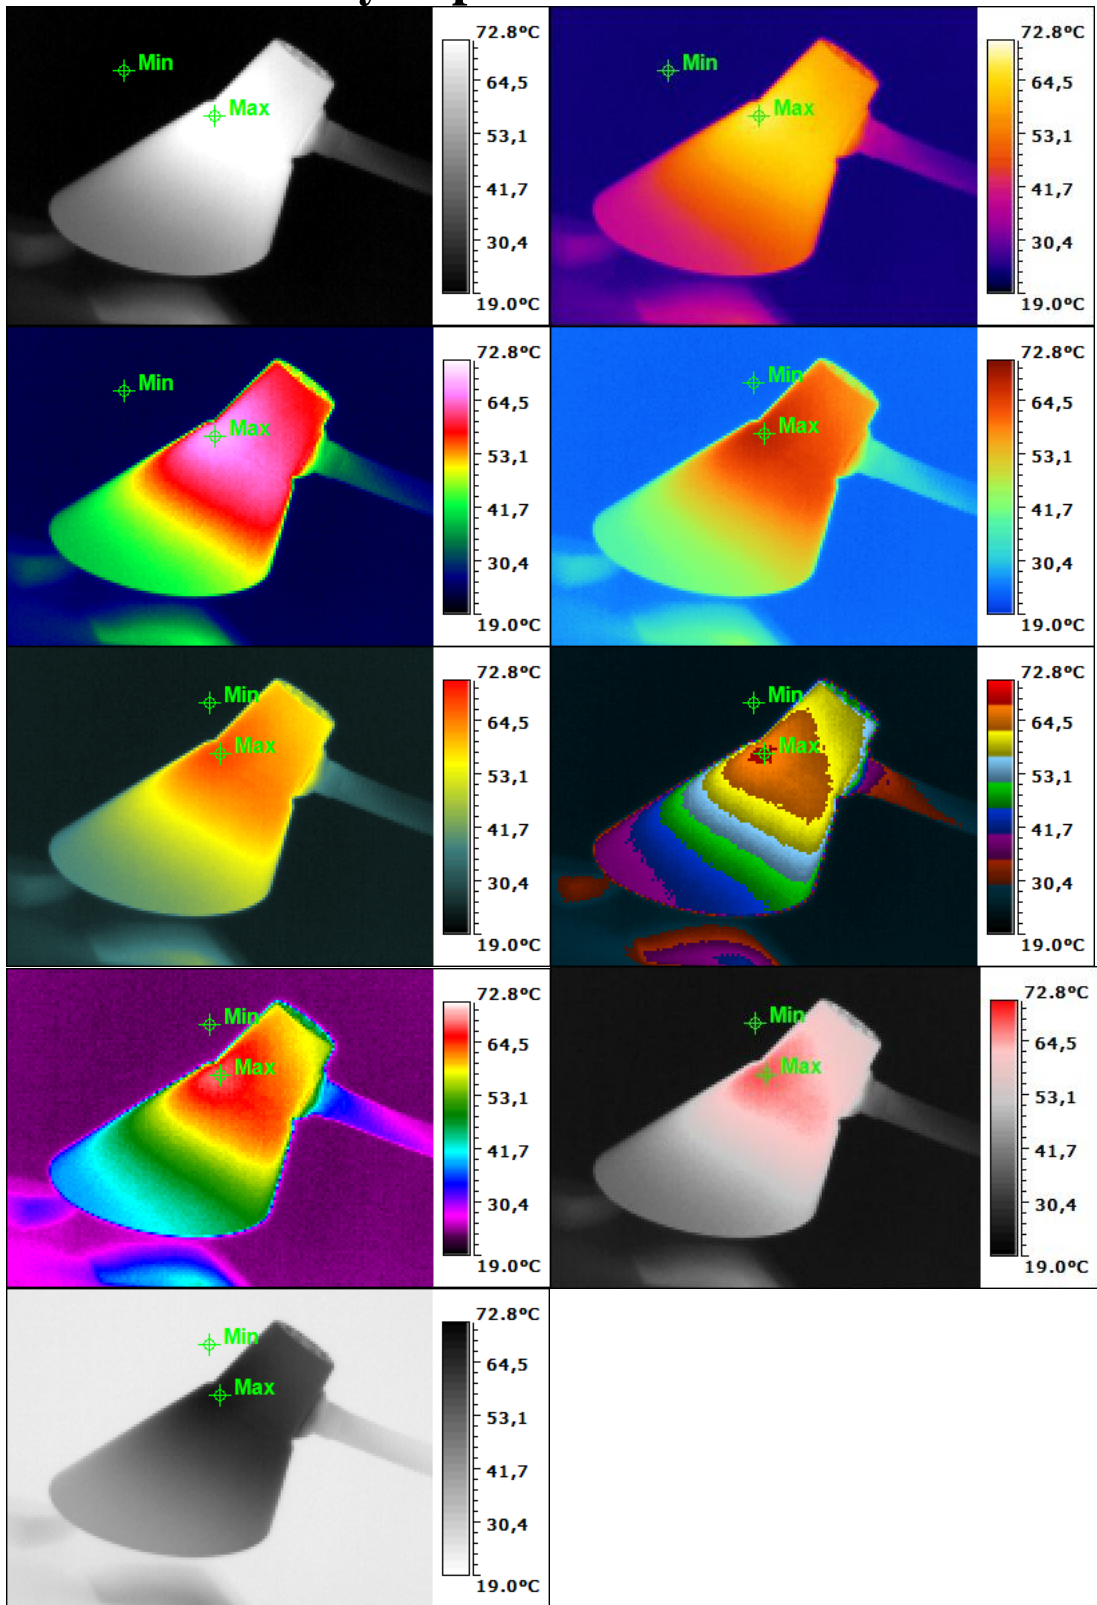 72.8ºC
Min
64,5
Max
53,1
41,7
30,4
19.0ºC
72.8ºC
Min
64,5
Max
53,1
41,7
30,4
19.0ºC
72.8ºC
Min
64,5
Max
53,1
41,7
30,4
19.0ºC
72.8ºC
Min
64,5
Max
53,1
41,7
30,4
19.0ºC
72.8ºC
Min
64,5
Max
53,1
41,7
30,4
19.0ºC
72.8ºC
Min
64,5
Max
53,1
41,7
30,4
19.0ºC
72.8ºC
Min
64,5
Max
53,1
41,7
30,4
19.0ºC
72.8ºC
Min
64,5
Max
53,1
41,7
30,4
19.0ºC
72.8ºC
Min
64,5
Max
53,1
41,7
30,4
19.0ºC